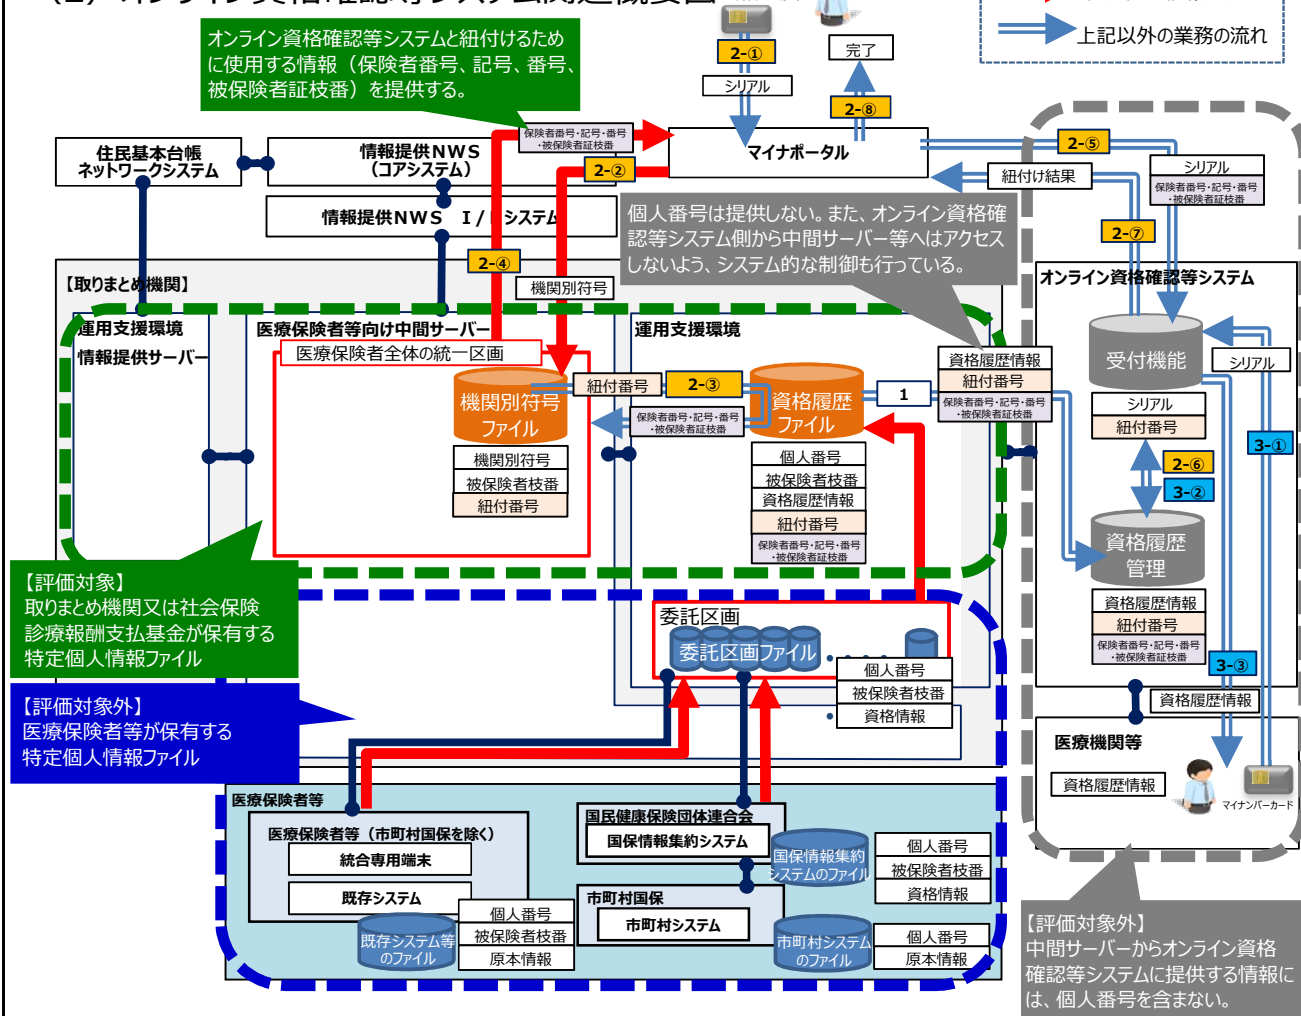 オンライン資格確認等システムと紐付けるため
に使用する情報（保険者番号、記号、番号、
被保険者証枝番）を提供する。
2-①
シリアル
完了
2-⑧
上記以外の業務の流れ
住民基本台帳
ネットワークシステム
情報提供NWS
（コアシステム）
情報提供NWS I/
システム
保険者番号・記号・番号
・被保険者証枝番
2-②
マイナポータル
2-⑤
紐付け結果
シリアル
保険者番号・記号・番号
・被保険者証枝番
2-⑦
個人番号は提供しない。また、オンライン資格確
認等システム側から中間サーバー等へはアクセス
しないよう、システム的な制御も行っている。
2-④
機関別符号
【取りまとめ機関】
運用支援環境
情報提供サーバー
医療保険者等向け中間サーバー
医療保険者全体の統一区画
機関別符号
ファイル
機関別符号
被保険者枝番
紐付番号
紐付番号
2-③
保険者番号・記号・番号
・被保険者証枝番
運用支援環境
資格履歴
ファイル
個人番号
被保険者枝番
資格履歴情報
紐付番号
保険者番号・記号・番号
・被保険者証枝番
1
資格履歴情報
紐付番号
保険者番号・記号・番号
・被保険者証枝番
オンライン資格確認等システム
受付機能
シリアル
シリアル
紐付番号
2-⑥
3-②
3-①
資格履歴
管理
資格履歴情報
紐付番号
保険者番号・記号・番号
・被保険者証枝番
3-③
資格履歴情報
医療機関等
資格履歴情報
マイナンバーカード
【評価対象】
取りまとめ機関又は社会保険
診療報酬支払基金が保有する
特定個人情報ファイル
【評価対象外】
医療保険者等が保有する
特定個人情報ファイル
委託区画
委託区画ファイル
個人番号
被保険者枝番
資格情報
医療保険者等
医療保険者等（市町村国保を除く）
統合専用端末
既存システム
既存システム等
のファイル
個人番号
被保険者枝番
原本情報
国民健康保険団体連合会
国保情報集約システム
国保情報集約
システムのファイル
個人番号
被保険者枝番
資格情報
市町村国保
市町村システム
市町村システム
のファイル
個人番号
原本情報
【評価対象外】
中間サーバーからオンライン資格
確認等システムに提供する情報に
は、個人番号を含まない。